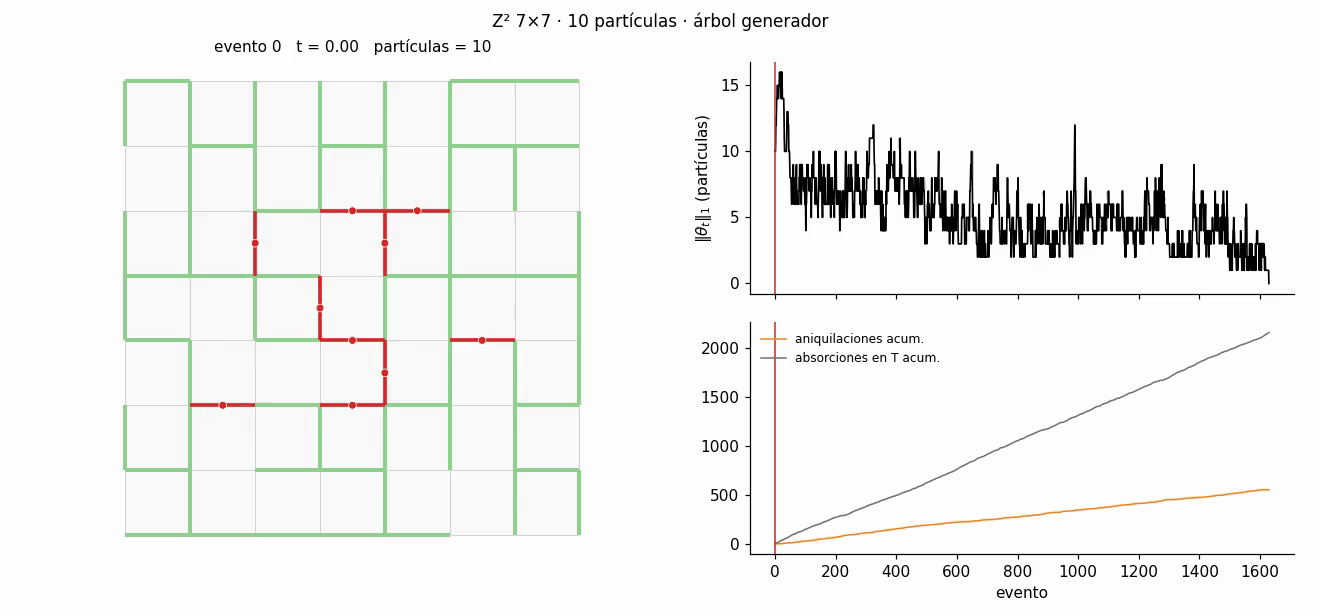 Z² 7×7 · 10 partículas · árbol generador
evento 0 t = 0.00 partículas = 10
15
10
5
0
‖θₜ‖₁ (partículas)
aniquilaciones acum.
absorciones en T acum.
2000
1500
1000
500
0
0 200 400 600 800 1000 1200 1400 1600
evento